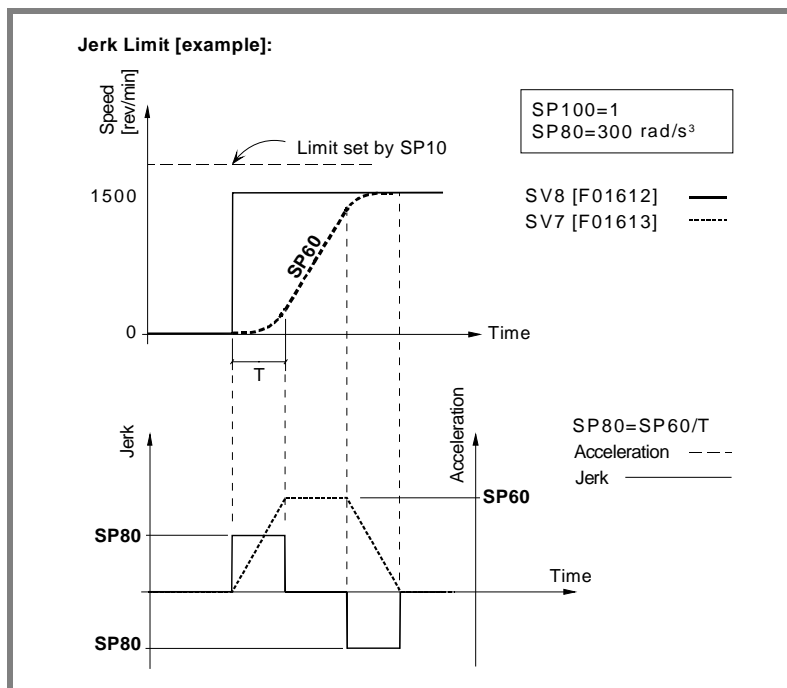 Jerk Limit [example]:
Speed
[rev/min]
SP100=1
SP80=300 rad/s³
Limit set by SP10
1500
SV8 [F01612]
SV7 [F01613]
SP60
0
Time
T
Jerk
Acceleration
SP80=SP60/T
Acceleration
Jerk
SP60
SP80
Time
SP80